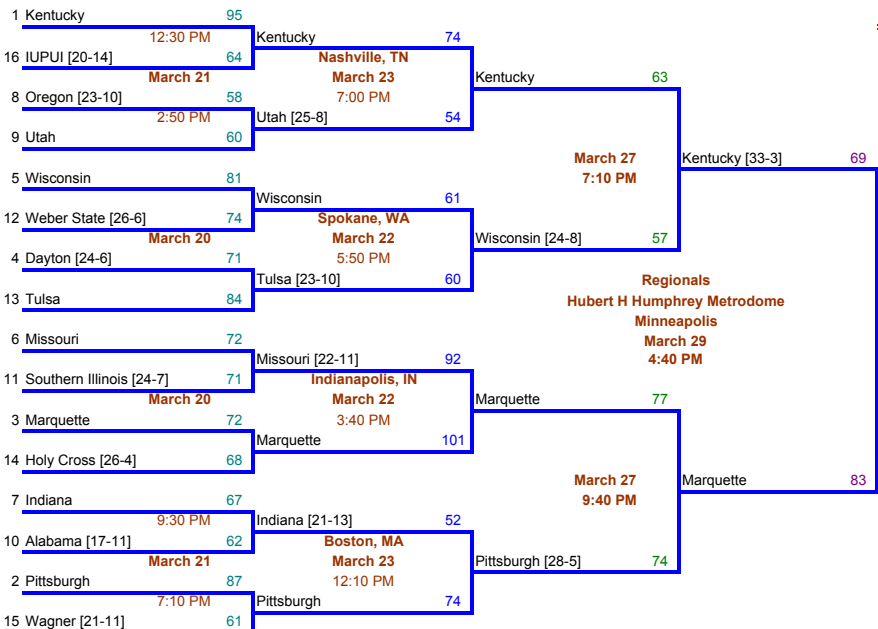 1 Kentucky 95
12:30 PM
16 IUPUI [20-14] 64
March 21
8 Oregon [23-10] 58
2:50 PM
9 Utah 60
5 Wisconsin 81
12 Weber State [26-6] 74
March 20
4 Dayton [24-6] 71
13 Tulsa 84
6 Missouri 72
11 Southern Illinois [24-7] 71
March 20
3 Marquette 72
14 Holy Cross [26-4] 68
7 Indiana 67
9:30 PM
10 Alabama [17-11] 62
March 21
2 Pittsburgh 87
7:10 PM
15 Wagner [21-11] 61
Kentucky 74
Nashville, TN
March 23
7:00 PM
Utah [25-8] 54
Wisconsin 61
Spokane, WA
March 22
5:50 PM
Tulsa [23-10] 60
Missouri [22-11] 92
Indianapolis, IN
March 22
3:40 PM
Marquette 101
Indiana [21-13] 52
Boston, MA
March 23
12:10 PM
Pittsburgh 74
Kentucky 63
March 27
7:10 PM
Wisconsin [24-8] 57
Marquette 77
March 27
9:40 PM
Pittsburgh [28-5] 74
Kentucky [33-3] 69
Regionals
Hubert H Humphrey Metrodome
Minneapolis
March 29
4:40 PM
Marquette 83